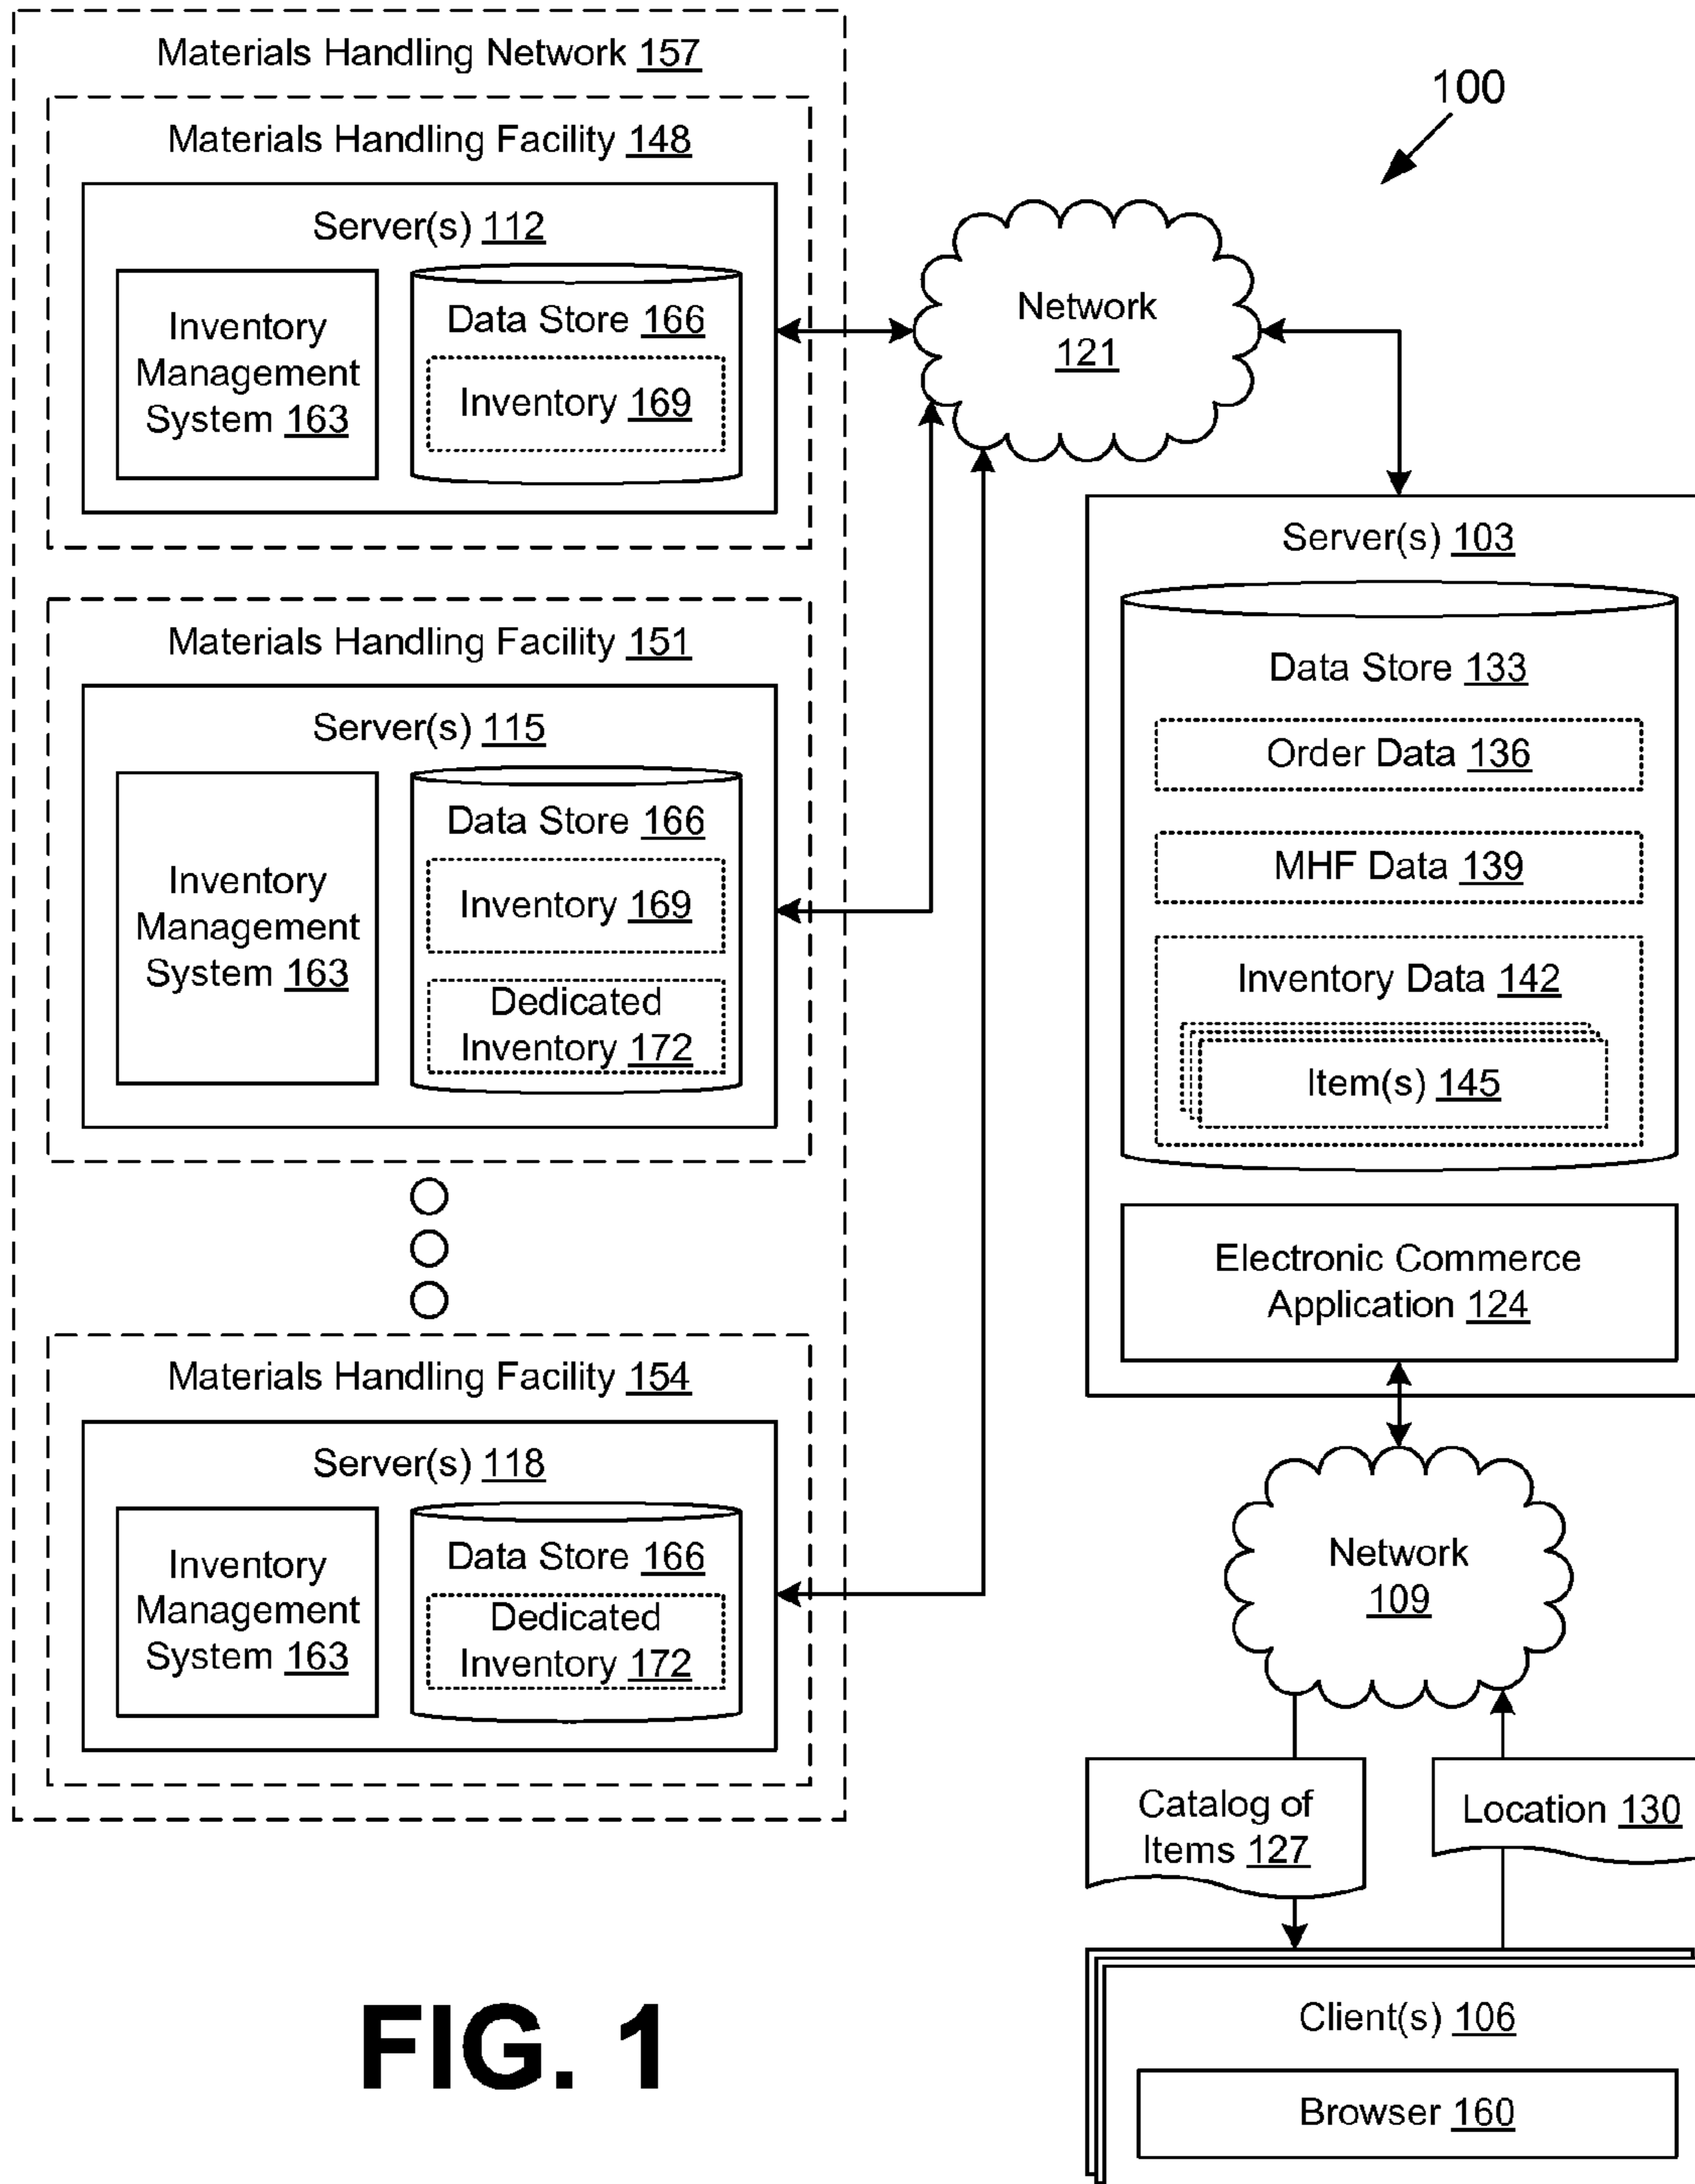 Materials Handling Network 157
Materials Handling Facility 148
Server(s) 112
Inventory
Management
System 163
Data Store 166
Inventory 169
Materials Handling Facility 151
Server(s) 115
Inventory
Management
System 163
Data Store 166
Inventory 169
Dedicated
Inventory 172
Materials Handling Facility 154
Server(s) 118
Inventory
Management
System 163
Data Store 166
Dedicated
Inventory 172
100
Network
121
Server(s) 103
Data Store 133
Order Data 136
MHF Data 139
Inventory Data 142
Item(s) 145
Electronic Commerce
Application 124
Network
109
Catalog of
Items 127
Location 130
Client(s) 106
Browser 160
FIG. 1